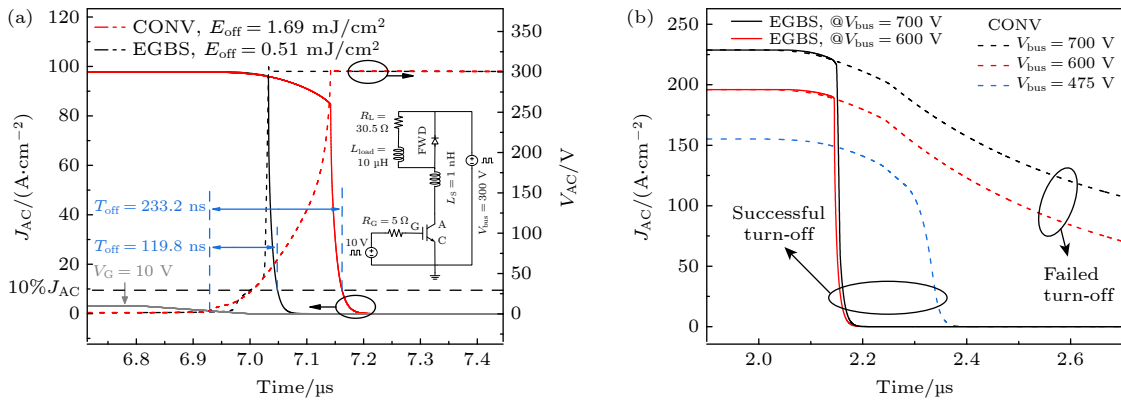 (a)
CONV, E_off = 1.69 mJ/cm²
EGBS, E_off = 0.51 mJ/cm²
100
80
60
40
20
10%J_AC
0
J_AC/(A·cm⁻²)
350
300
250
200
150
100
50
0
V_AC/V
T_off = 233.2 ns
T_off = 119.8 ns
V_G = 10 V
R_L =
30.5 Ω
L_load =
10 μH
FWD
L_S = 1 nH
V_bus = 300 V
R_G = 5 Ω
10 V
G
A
C
6.8
6.9
7.0
7.1
7.2
7.3
7.4
Time/μs
(b)
EGBS, @V_bus = 700 V
EGBS, @V_bus = 600 V
CONV
V_bus = 700 V
V_bus = 600 V
V_bus = 475 V
250
200
150
100
50
0
J_AC/(A·cm⁻²)
Successful
turn-off
Failed
turn-off
2.0
2.2
2.4
2.6
Time/μs